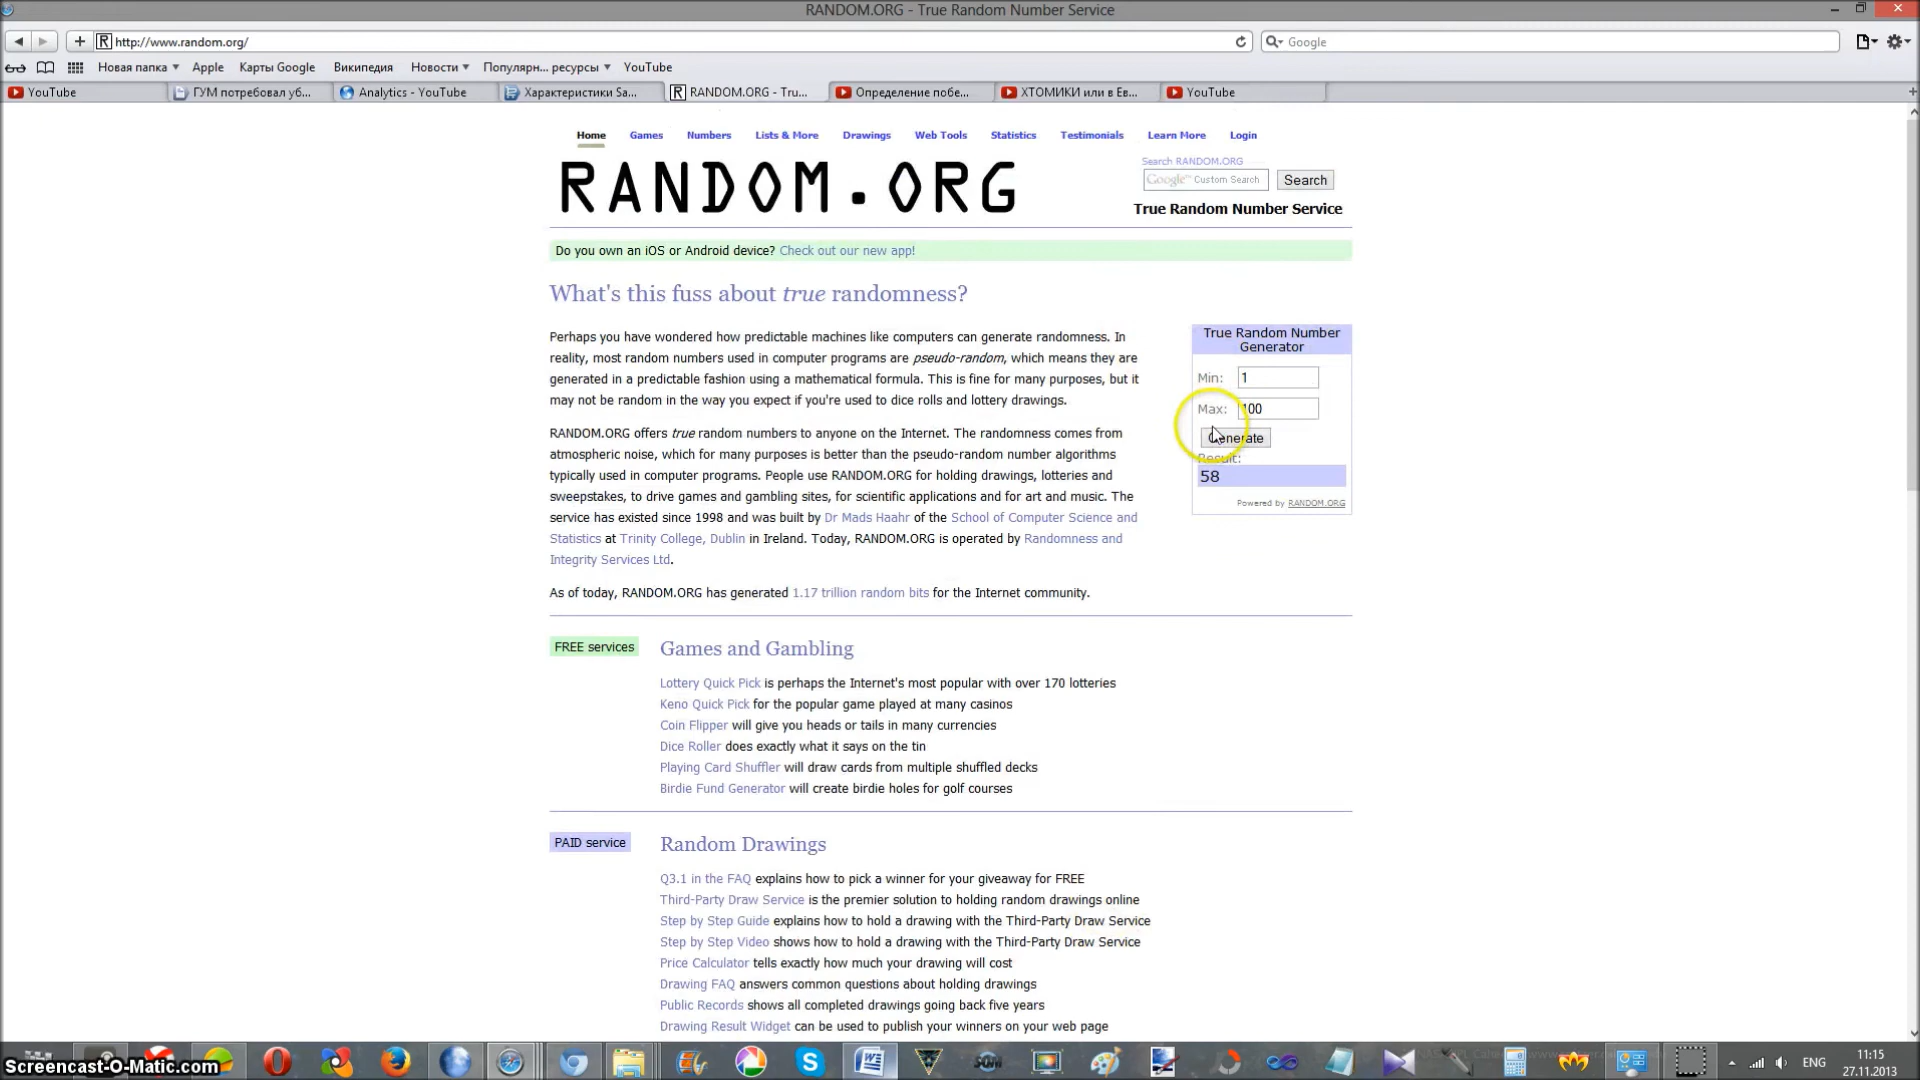 RANDOM.ORG - True Random Number Service
http://www.random.org/
Google
Новая папка
Apple
Карты Google
Википедия
Новости
Популярн... ресурсы
YouTube
YouTube
ГУМ потребовал уб...
Analytics - YouTube
Характеристики Sa...
RANDOM.ORG - Tru...
Определение побе...
ХТОМИКИ или в Ев...
YouTube
Home Games Numbers Lists & More Drawings Web Tools Statistics Testimonials Learn More Login
RANDOM.ORG
Search RANDOM.ORG
Google™ Custom Search
Search
True Random Number Service
Do you own an iOS or Android device? Check out our new app!
What's this fuss about true randomness?
Perhaps you have wondered how predictable machines like computers can generate randomness. In
reality, most random numbers used in computer programs are pseudo-random, which means they are
generated in a predictable fashion using a mathematical formula. This is fine for many purposes, but it
may not be random in the way you expect if you're used to dice rolls and lottery drawings.
RANDOM.ORG offers true random numbers to anyone on the Internet. The randomness comes from
atmospheric noise, which for many purposes is better than the pseudo-random number algorithms
typically used in computer programs. People use RANDOM.ORG for holding drawings, lotteries and
sweepstakes, to drive games and gambling sites, for scientific applications and for art and music. The
service has existed since 1998 and was built by Dr Mads Haahr of the School of Computer Science and
Statistics at Trinity College, Dublin in Ireland. Today, RANDOM.ORG is operated by Randomness and
Integrity Services Ltd.
As of today, RANDOM.ORG has generated 1.17 trillion random bits for the Internet community.
True Random Number
Generator
Min: 1
Max: 100
Generate
Result:
58
Powered by RANDOM.ORG
FREE services
Games and Gambling
Lottery Quick Pick is perhaps the Internet's most popular with over 170 lotteries
Keno Quick Pick for the popular game played at many casinos
Coin Flipper will give you heads or tails in many currencies
Dice Roller does exactly what it says on the tin
Playing Card Shuffler will draw cards from multiple shuffled decks
Birdie Fund Generator will create birdie holes for golf courses
PAID service
Random Drawings
Q3.1 in the FAQ explains how to pick a winner for your giveaway for FREE
Third-Party Draw Service is the premier solution to holding random drawings online
Step by Step Guide explains how to hold a drawing with the Third-Party Draw Service
Step by Step Video shows how to hold a drawing with the Third-Party Draw Service
Price Calculator tells exactly how much your drawing will cost
Drawing FAQ answers common questions about holding drawings
Public Records shows all completed drawings going back five years
Drawing Result Widget can be used to publish your winners on your web page
Screencast-O-Matic.com
ENG
11:15
27.11.2013